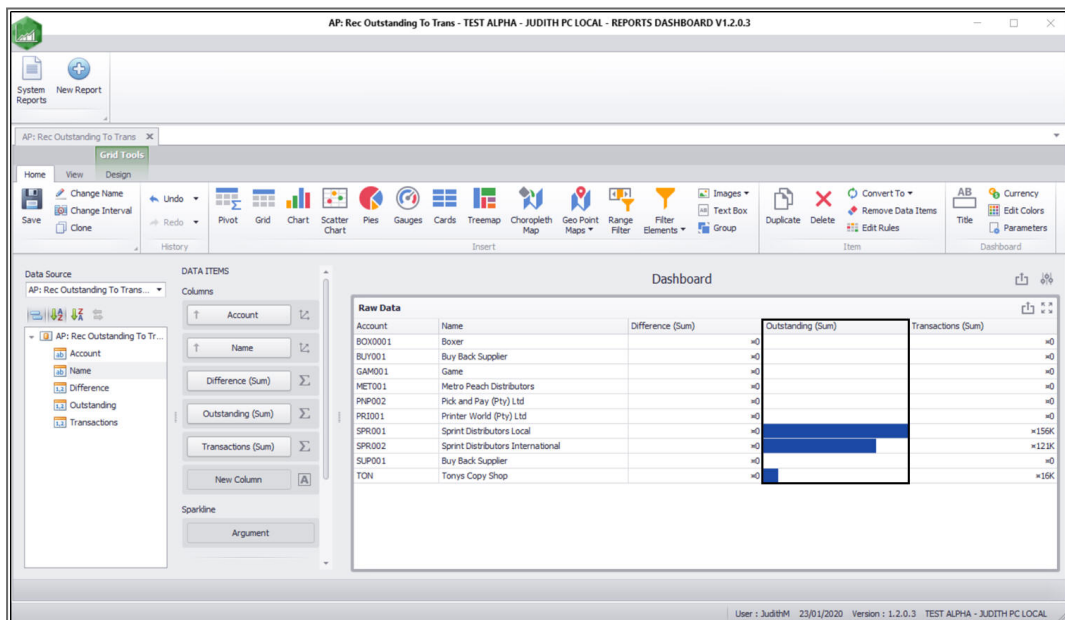 AP: Rec Outstanding To Trans - TEST ALPHA - JUDITH PC LOCAL - REPORTS DASHBOARD V1.2.0.3
System Reports
New Report
AP: Rec Outstanding To Trans
Grid Tools
Home View Design
Save
Change Name
Change Interval
Clone
Undo
Redo
History
Pivot Grid Chart Scatter Chart Pies Gauges Cards Treemap Choropleth Map Geo Point Maps Range Filter Filter Elements
Images
Text Box
Group
Insert
Duplicate Delete
Convert To
Remove Data Items
Edit Rules
Item
AB
Title
Currency
Edit Colors
Parameters
Dashboard
Data Source
AP: Rec Outstanding To Trans...
AP: Rec Outstanding To Tr...
ab Account
ab Name
1.2 Difference
1.2 Outstanding
1.2 Transactions
DATA ITEMS
Columns
Account
Name
Difference (Sum)
Outstanding (Sum)
Transactions (Sum)
New Column
Sparkline
Argument
Dashboard
Raw Data
Account Name Difference (Sum) Outstanding (Sum) Transactions (Sum)
BOX0001 Boxer ¤0 ¤0
BUY001 Buy Back Supplier ¤0 ¤0
GAM001 Game ¤0 ¤0
MET001 Metro Peach Distributors ¤0 ¤0
PNP002 Pick and Pay (Pty) Ltd ¤0 ¤0
PRI001 Printer World (Pty) Ltd ¤0 ¤0
SPR001 Sprint Distributors Local ¤0 ¤156K
SPR002 Sprint Distributors International ¤0 ¤121K
SUP001 Buy Back Supplier ¤0 ¤0
TON Tonys Copy Shop ¤0 ¤16K
User : JudithM 23/01/2020 Version : 1.2.0.3 TEST ALPHA - JUDITH PC LOCAL